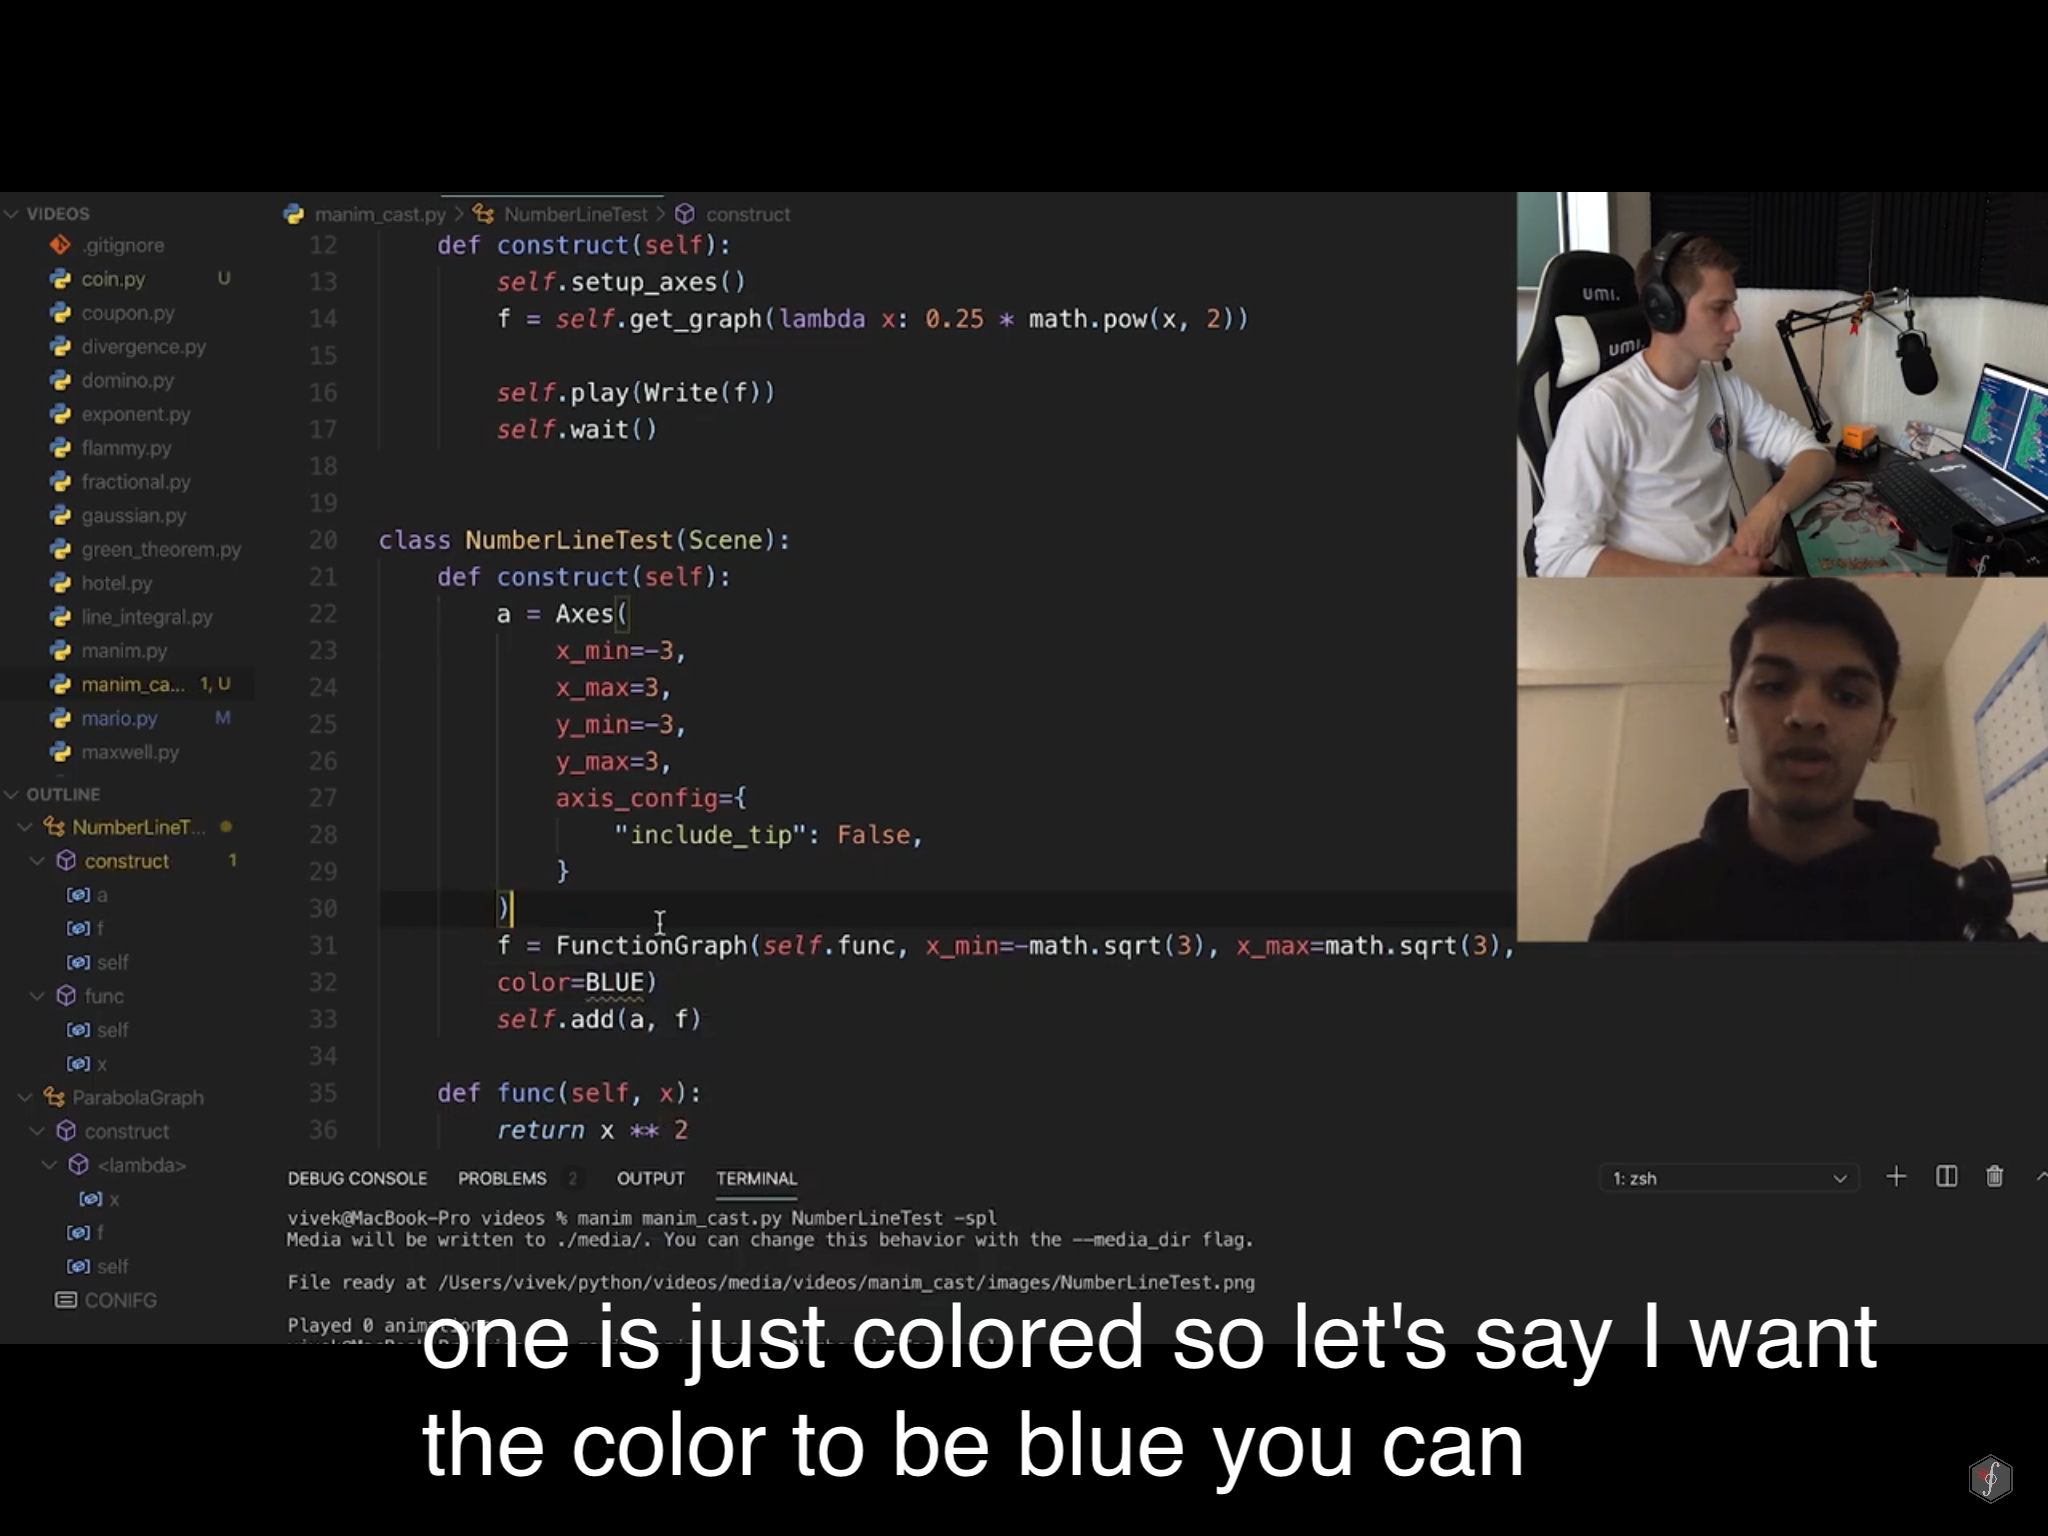 VIDEOS
.gitignore
coin.py U
coupon.py
divergence.py
domino.py
exponent.py
flammy.py
fractional.py
gaussian.py
green_theorem.py
hotel.py
line_integral.py
manim.py
manim_ca... 1, U
mario.py M
maxwell.py
OUTLINE
NumberLineT...
construct 1
a
f
self
func
self
x
ParabolaGraph
construct
<lambda>
x
f
self
CONIFG
manim_cast.py > NumberLineTest > construct
12 def construct(self):
13 self.setup_axes()
14 f = self.get_graph(lambda x: 0.25 * math.pow(x, 2))
15
16 self.play(Write(f))
17 self.wait()
18
19
20 class NumberLineTest(Scene):
21 def construct(self):
22 a = Axes(
23 x_min=-3,
24 x_max=3,
25 y_min=-3,
26 y_max=3,
27 axis_config={
28 "include_tip": False,
29 }
30 )
31 f = FunctionGraph(self.func, x_min=-math.sqrt(3), x_max=math.sqrt(3),
32 color=BLUE)
33 self.add(a, f)
34
35 def func(self, x):
36 return x ** 2
umi.
umi.
DEBUG CONSOLE PROBLEMS 2 OUTPUT TERMINAL 1: zsh
vivek@MacBook-Pro videos % manim manim_cast.py NumberLineTest -spl
Media will be written to ./media/. You can change this behavior with the --media_dir flag.
File ready at /Users/vivek/python/videos/media/videos/manim_cast/images/NumberLineTest.png
Played 0
one is just colored so let's say I want
the color to be blue you can